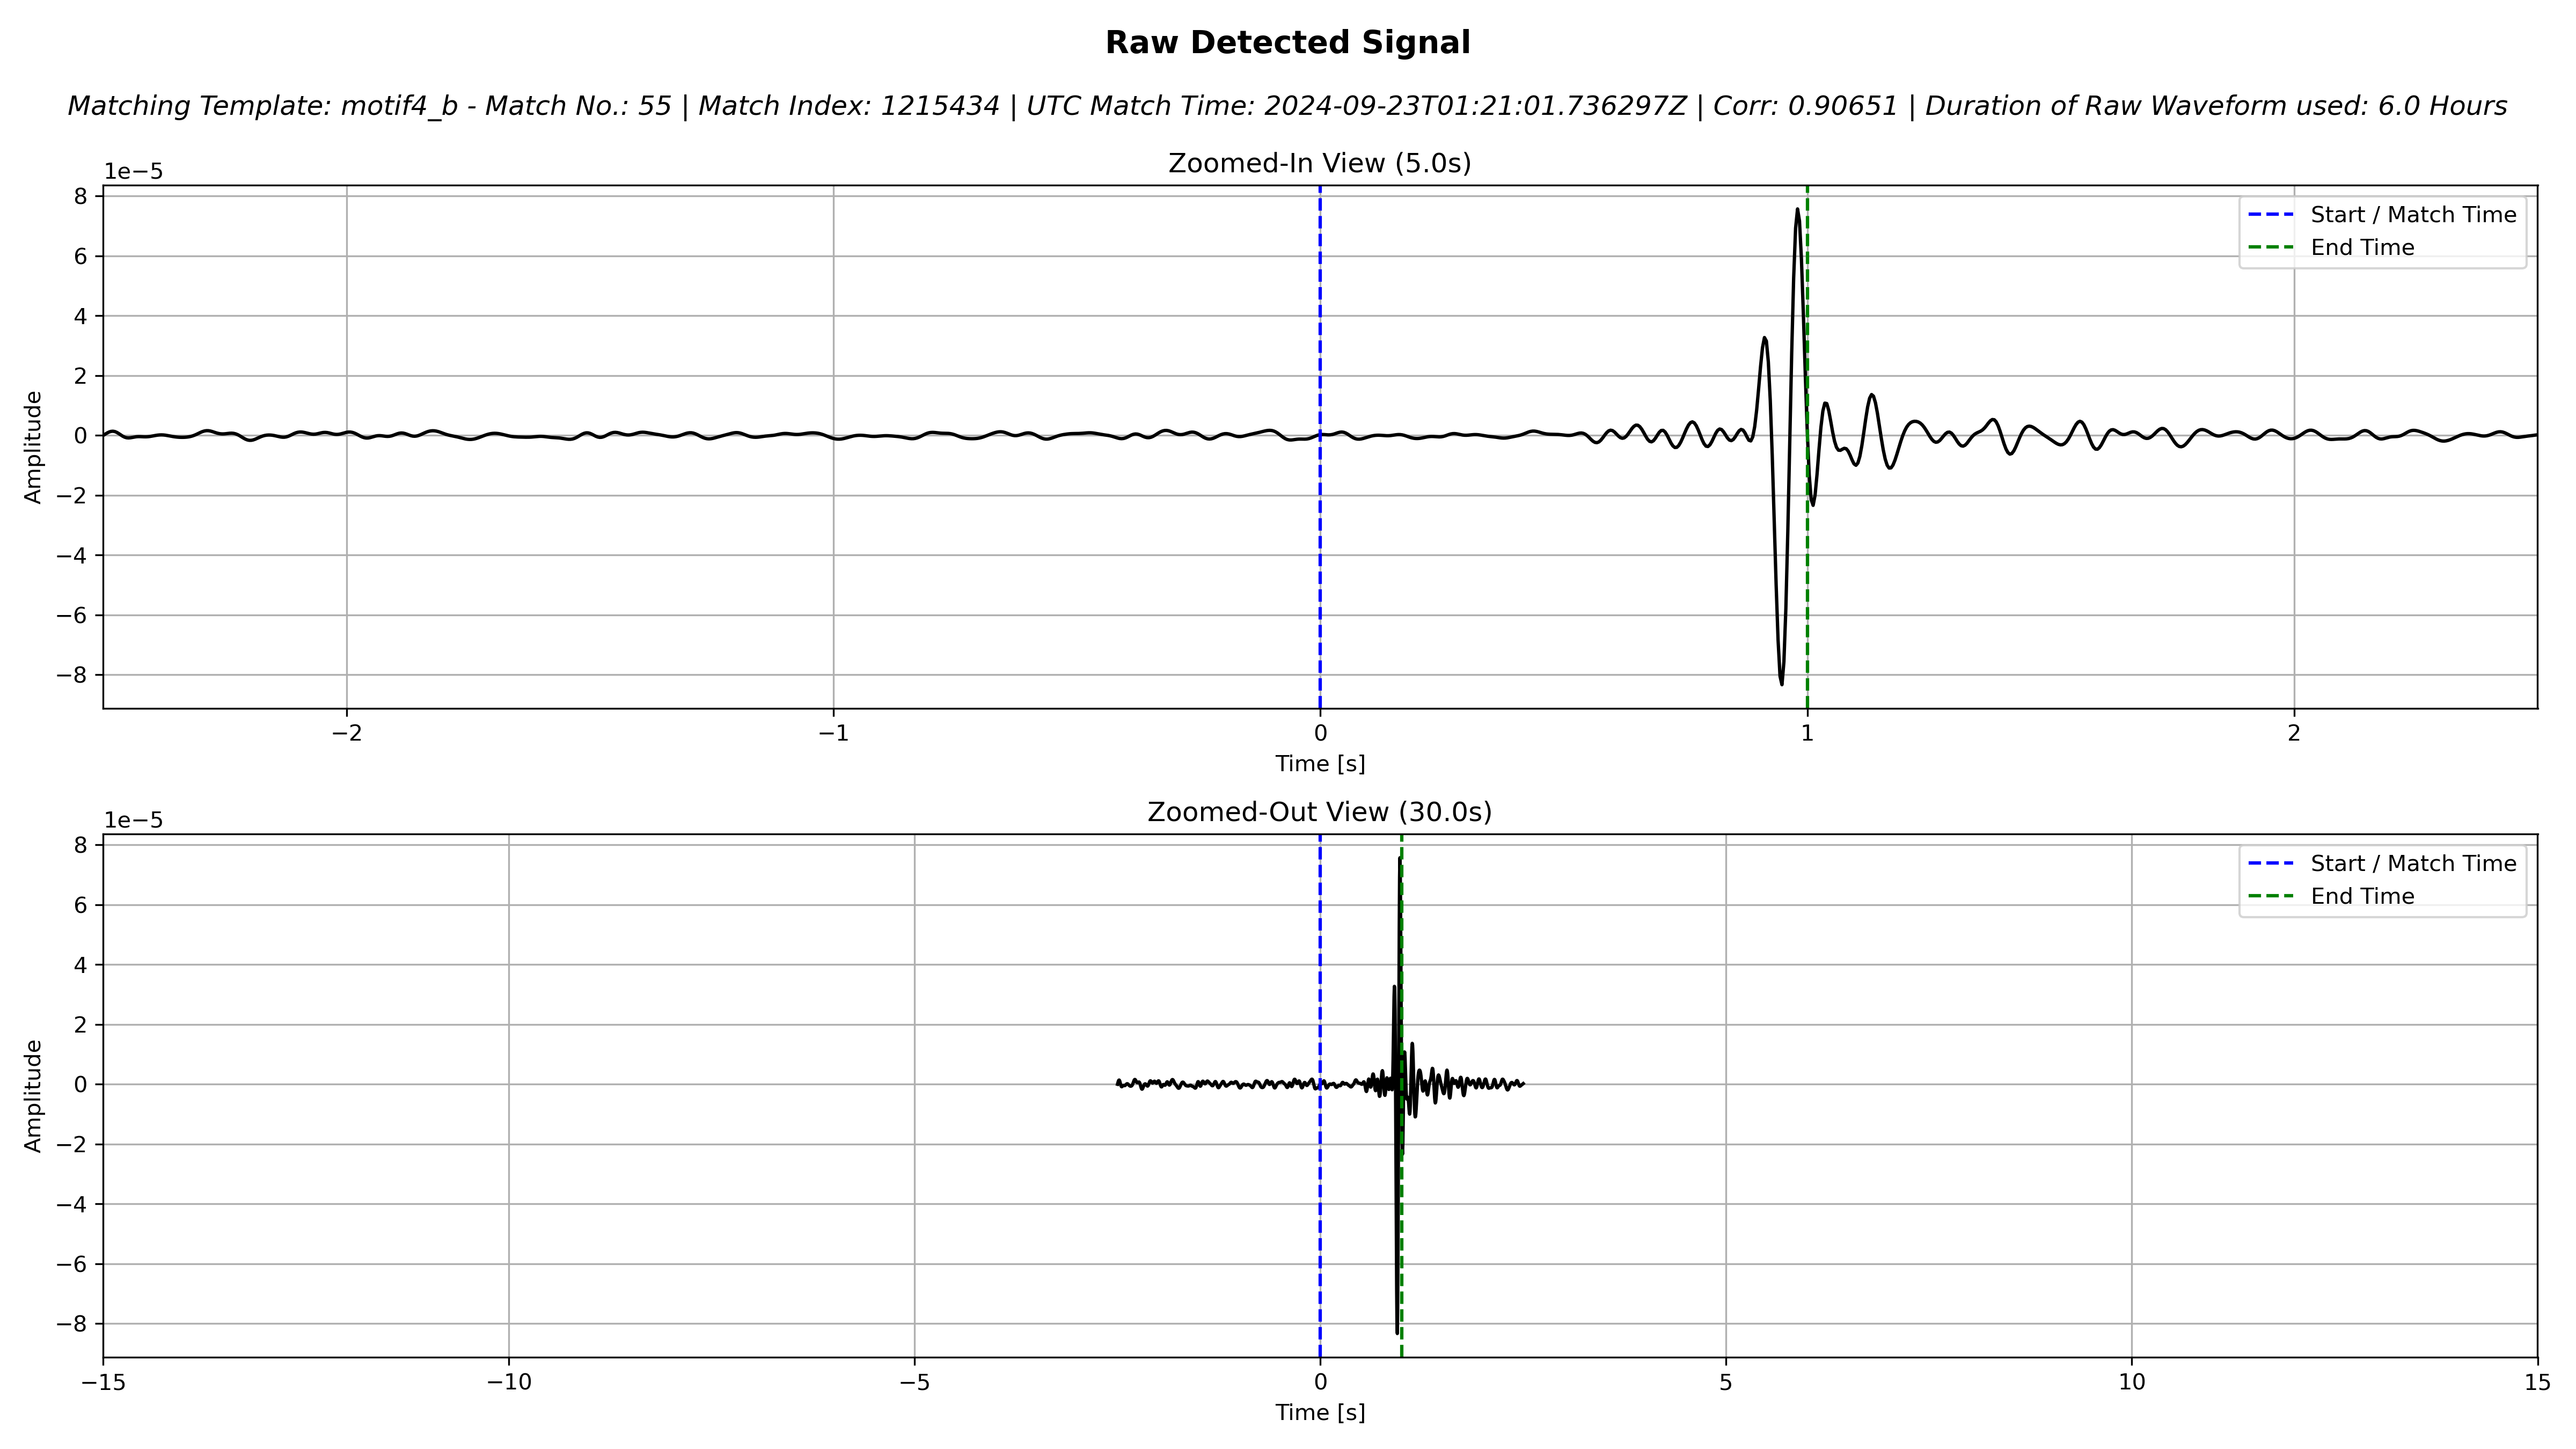 Raw Detected Signal
Matching Template: motif4_b - Match No.: 55 | Match Index: 1215434 | UTC Match Time: 2024-09-23T01:21:01.736297Z | Corr: 0.90651 | Duration of Raw Waveform used: 6.0 Hours
Zoomed-In View (5.0s)
1e−5
8
6
4
2
0
−2
−4
−6
−8
Amplitude
Start / Match Time
End Time
−2 −1 0 1 2
Time [s]
Zoomed-Out View (30.0s)
1e−5
8
6
4
2
0
−2
−4
−6
−8
Amplitude
Start / Match Time
End Time
−15 −10 −5 0 5 10 15
Time [s]